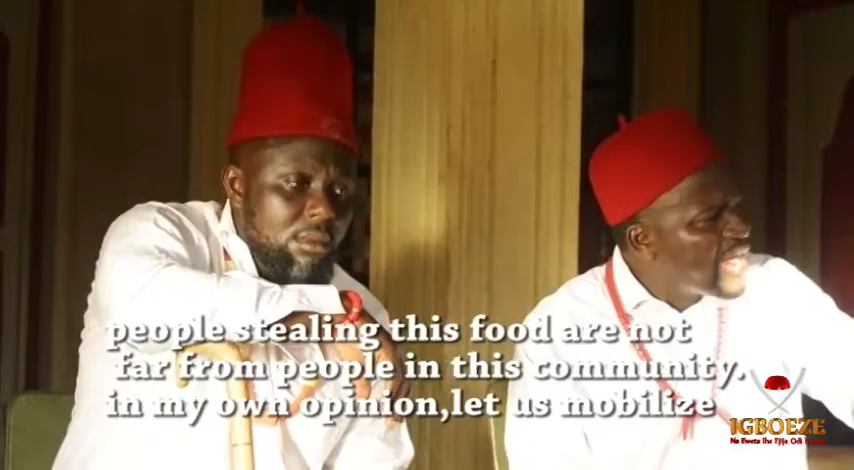 people stealing this food are not
far from people in this community.
in my own opinion,let us mobilize
IGBOEZE